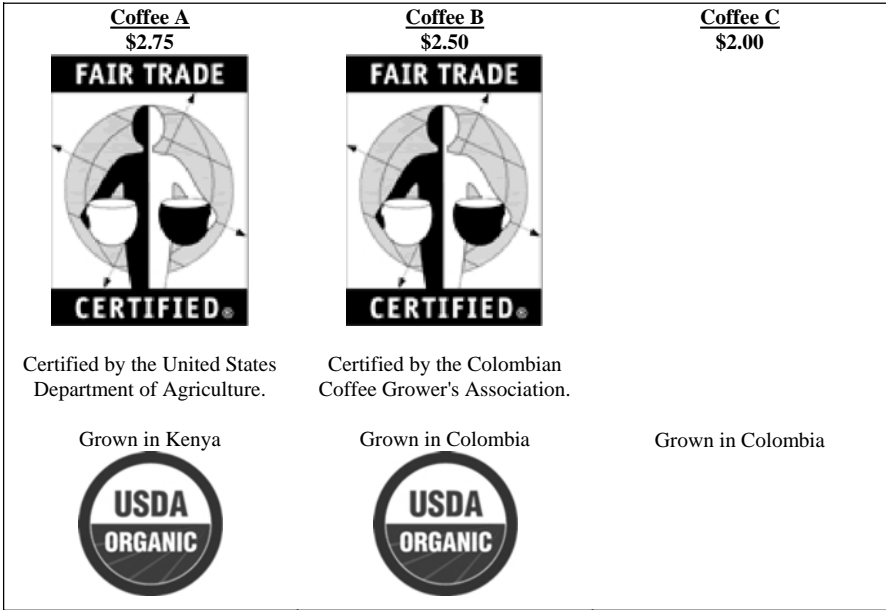 Coffee A
$2.75
FAIR TRADE
CERTIFIED®
Certified by the United States
Department of Agriculture.
Grown in Kenya
USDA
ORGANIC
Coffee B
$2.50
FAIR TRADE
CERTIFIED®
Certified by the Colombian
Coffee Grower's Association.
Grown in Colombia
USDA
ORGANIC
Coffee C
$2.00
Grown in Colombia